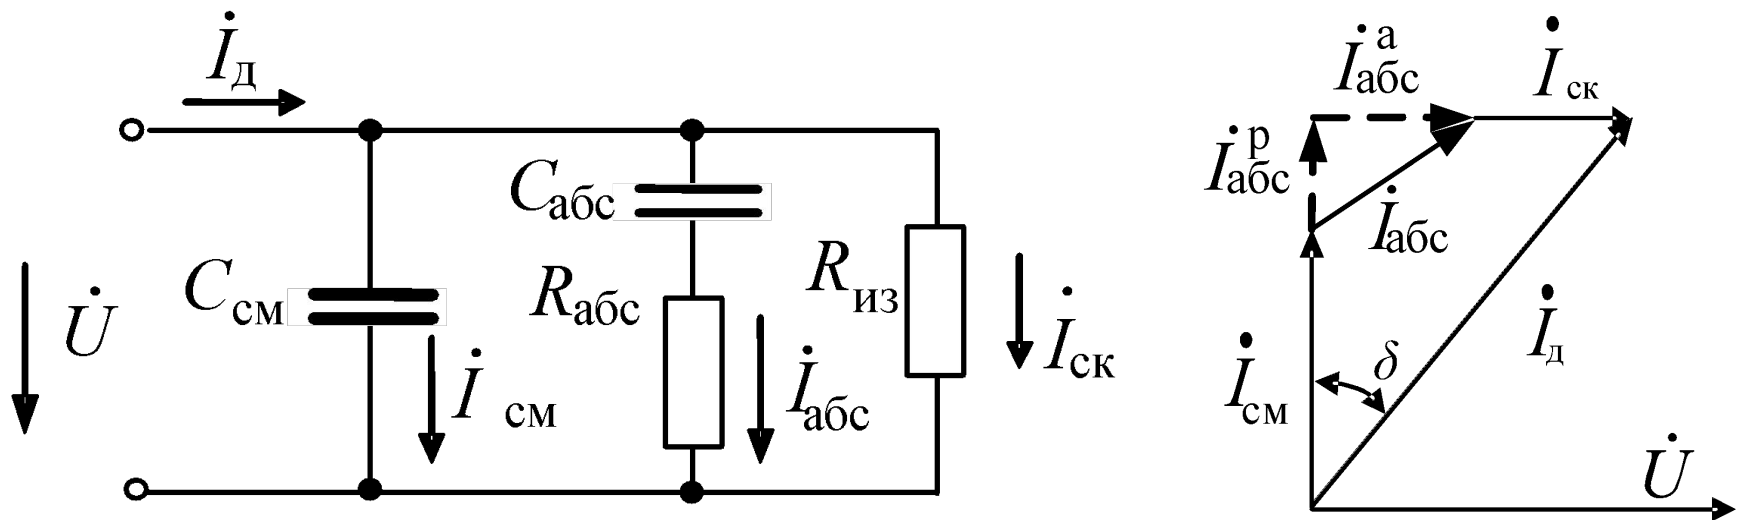 İд
Cабс
Cсм
Rабс
Rиз
U̇
İ см
İабс
İск
İабс а
İ ск
İабс р
İабс
İд
δ
İсм
U̇